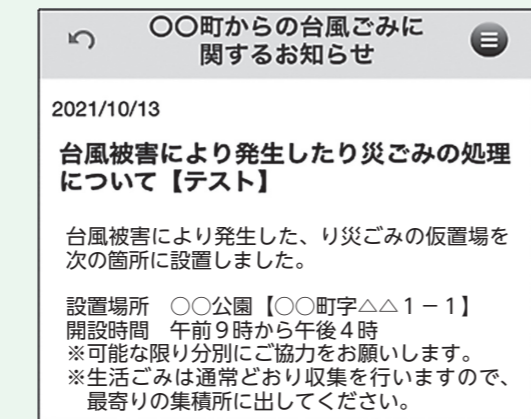 〇〇町からの台風ごみに
関するお知らせ
2021/10/13
台風被害により発生したり災ごみの処理
について【テスト】
台風被害により発生した、り災ごみの仮置場を
次の箇所に設置しました。
設置場所　〇〇公園【〇〇町字△△１－１】
開設時間　午前９時から午後４時
※可能な限り分別にご協力をお願いします。
※生活ごみは通常どおり収集を行いますので、
最寄りの集積所に出してください。